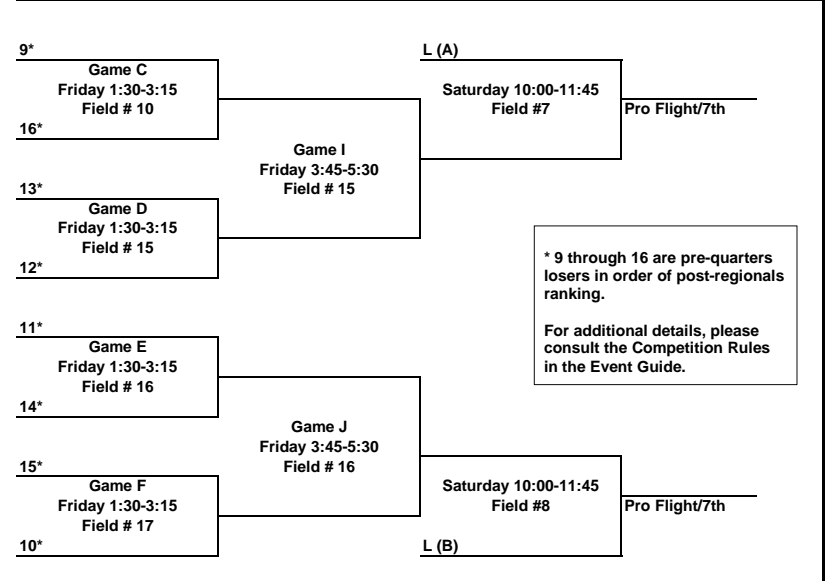 9*
Game C
Friday 1:30-3:15
Field # 10
16*
13*
Game D
Friday 1:30-3:15
Field # 15
12*
Game I
Friday 3:45-5:30
Field # 15
L (A)
Saturday 10:00-11:45
Field #7
Pro Flight/7th
* 9 through 16 are pre-quarters
losers in order of post-regionals
ranking.
For additional details, please
consult the Competition Rules
in the Event Guide.
11*
Game E
Friday 1:30-3:15
Field # 16
14*
15*
Game F
Friday 1:30-3:15
Field # 17
10*
Game J
Friday 3:45-5:30
Field # 16
Saturday 10:00-11:45
Field #8
L (B)
Pro Flight/7th